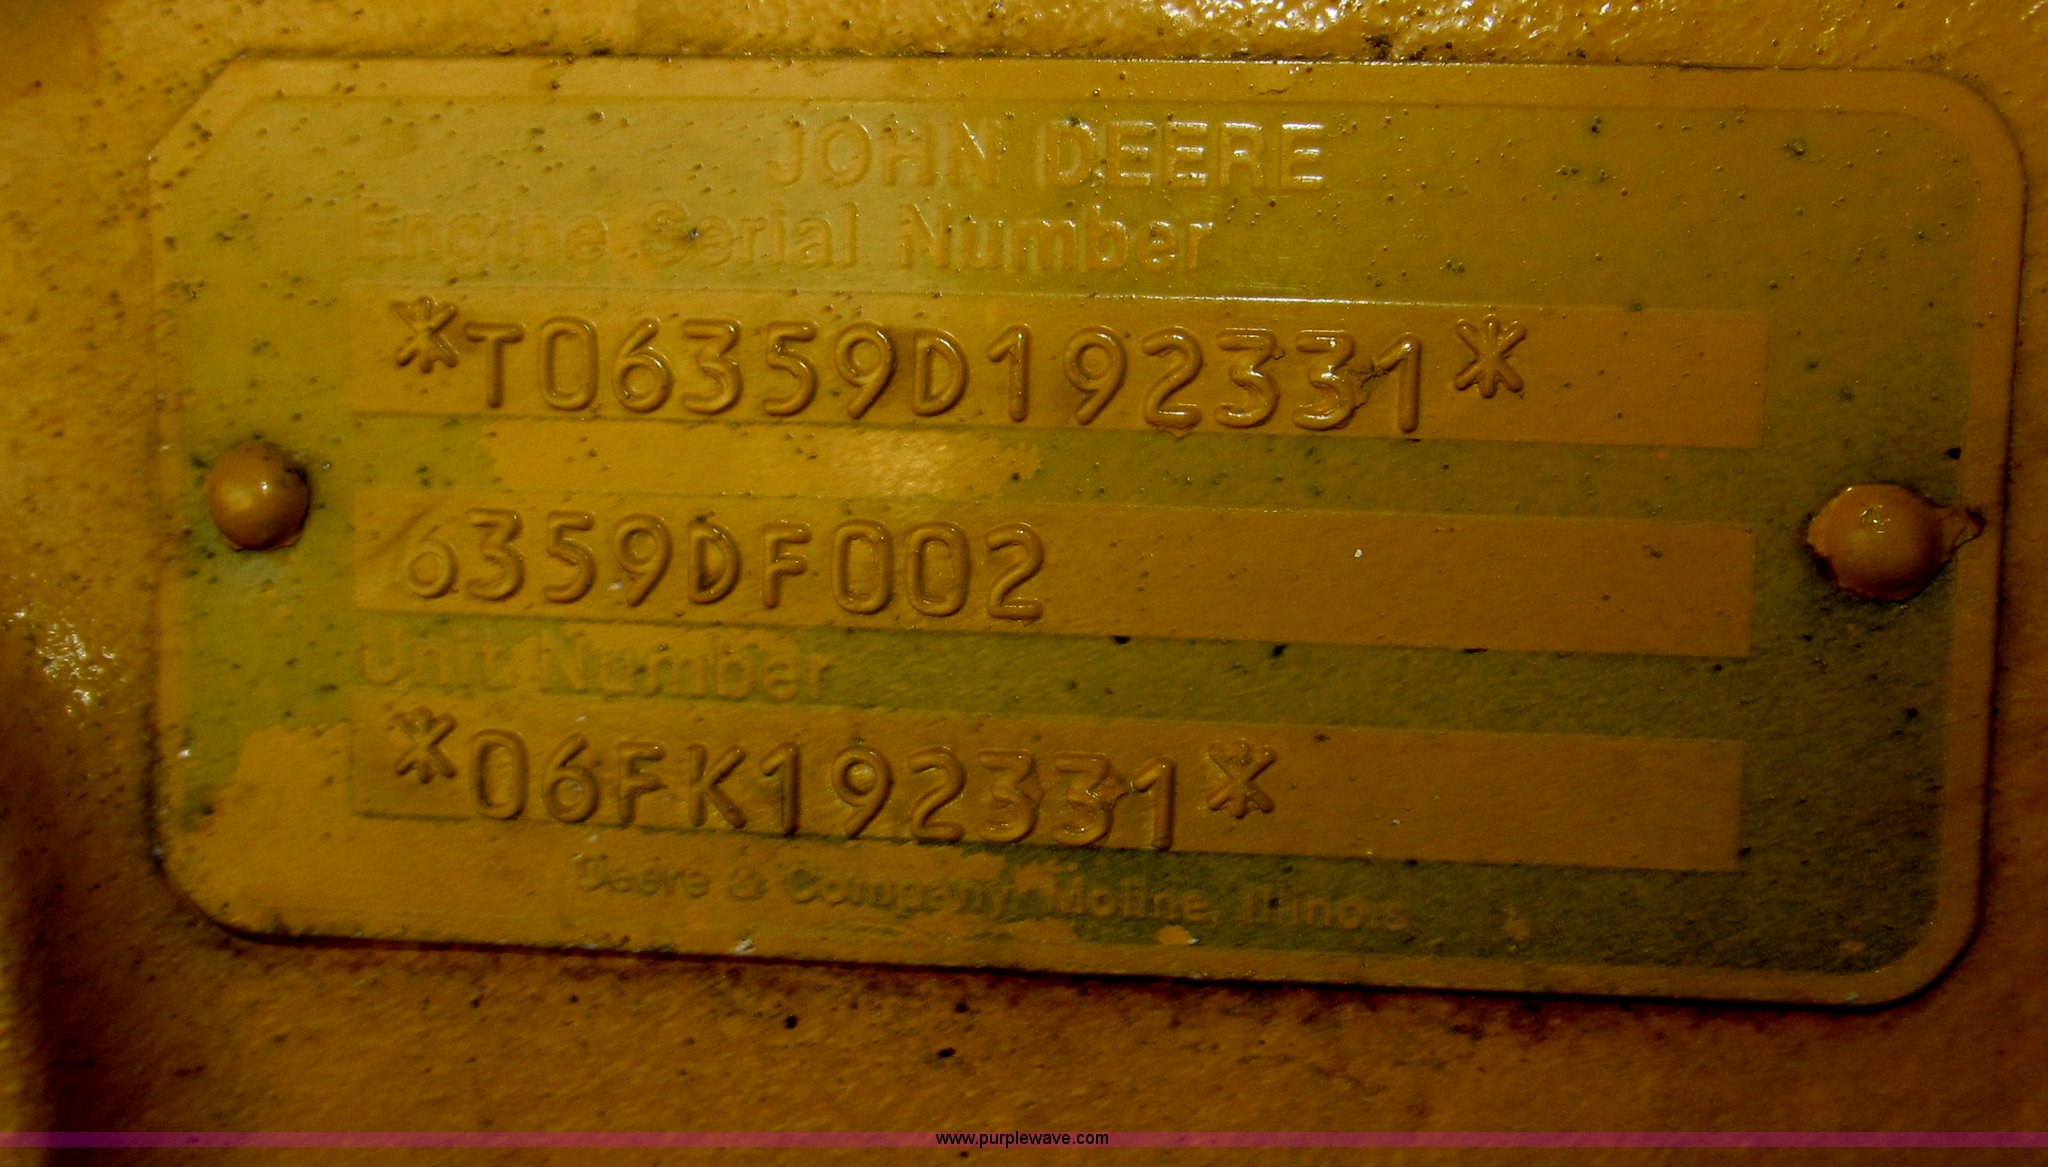 JOHN DEERE
Engine Serial Number
*T06359D192331*
6359DF002
Unit Number
*06FK192331*
Deere & Company, Moline, Illinois
www.purplewave.com